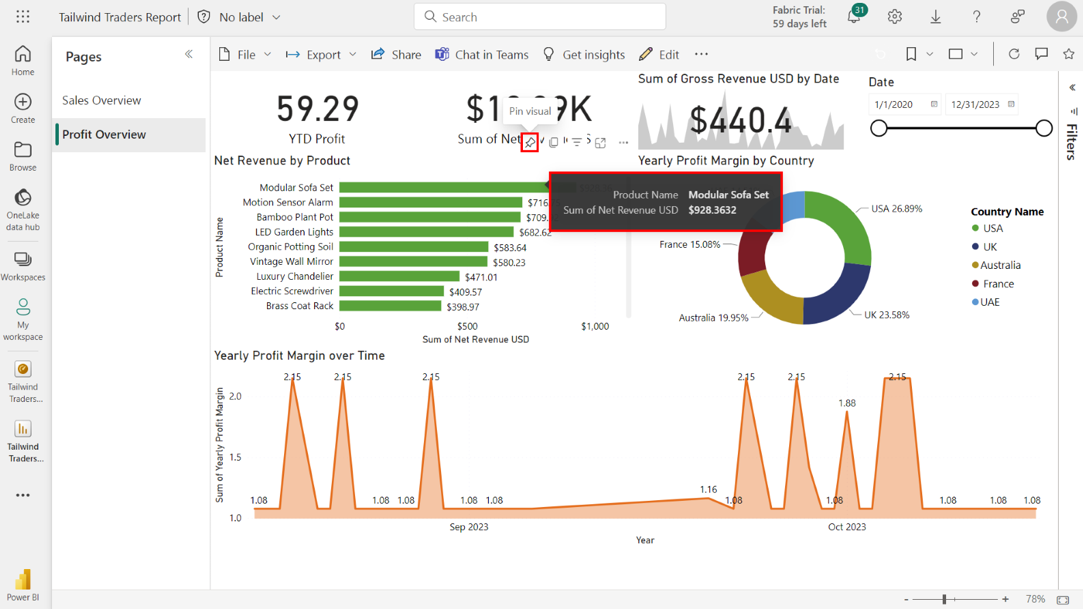 Tailwind Traders Report
No label
Search
Fabric Trial:
59 days left
31
Home
Create
Browse
OneLake
data hub
Workspaces
My
workspace
Tailwind
Traders...
Tailwind
Traders...
Power BI
Pages
Sales Overview
Profit Overview
File
Export
Share
Chat in Teams
Get insights
Edit
59.29
YTD Profit
Pin visual
Sum of Gross Revenue USD by Date
$440.4
Date
1/1/2020
12/31/2023
Filters
Net Revenue by Product
Product Name
Modular Sofa Set
Motion Sensor Alarm
Bamboo Plant Pot
LED Garden Lights
Organic Potting Soil
Vintage Wall Mirror
Luxury Chandelier
Electric Screwdriver
Brass Coat Rack
$716.
$709.
$682.62
$583.64
$580.23
$471.01
$409.57
$398.97
$0
$500
$1,000
Sum of Net Revenue USD
Product Name Modular Sofa Set
Sum of Net Revenue USD $928.3632
Yearly Profit Margin by Country
USA 26.89%
France 15.08%
Australia 19.95%
UK 23.58%
Country Name
USA
UK
Australia
France
UAE
Yearly Profit Margin over Time
Sum of Yearly Profit Margin
2.0
1.5
1.0
2.15
2.15
2.15
2.15
2.15
2.15
1.88
1.16
1.08
1.08
1.08
1.08
1.08
1.08
1.08
1.08
1.08
1.08
Sep 2023
Oct 2023
Year
-
+
78%